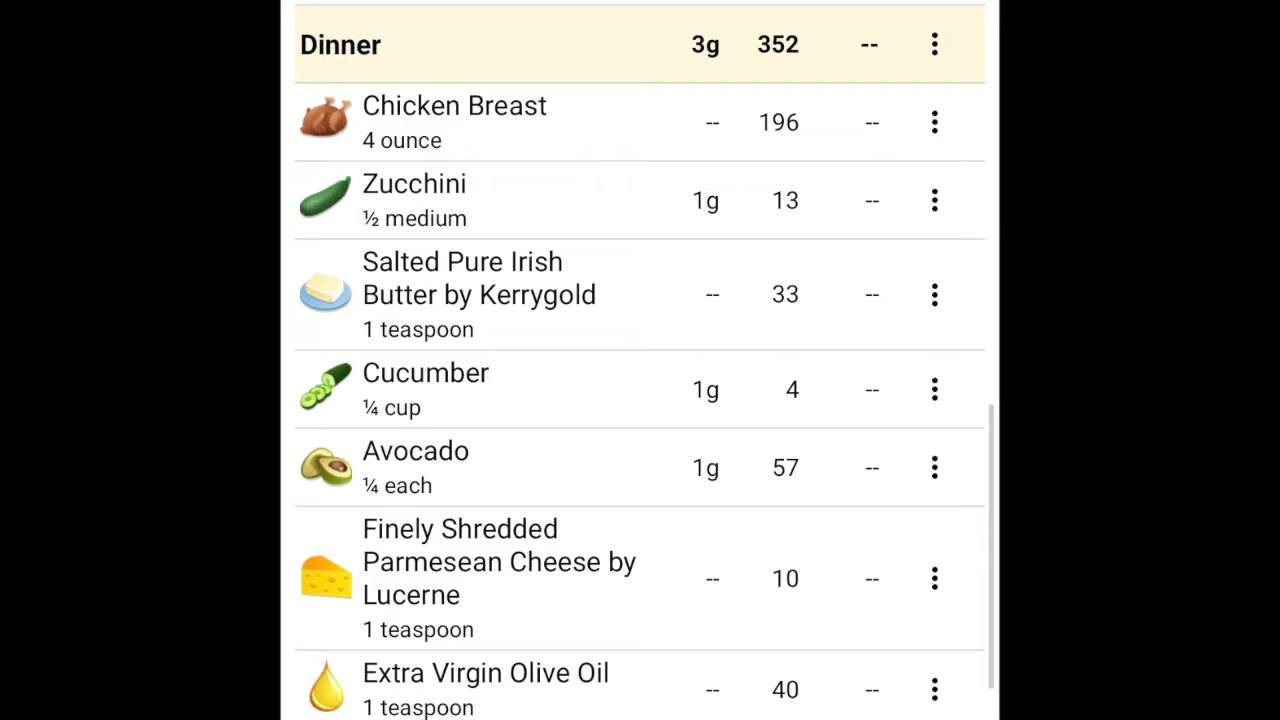 Dinner 3g 352 --
Chicken Breast
4 ounce
-- 196 --
Zucchini
½ medium
1g 13 --
Salted Pure Irish
Butter by Kerrygold
1 teaspoon
-- 33 --
Cucumber
¼ cup
1g 4 --
Avocado
¼ each
1g 57 --
Finely Shredded
Parmesean Cheese by
Lucerne
1 teaspoon
-- 10 --
Extra Virgin Olive Oil
1 teaspoon
-- 40 --